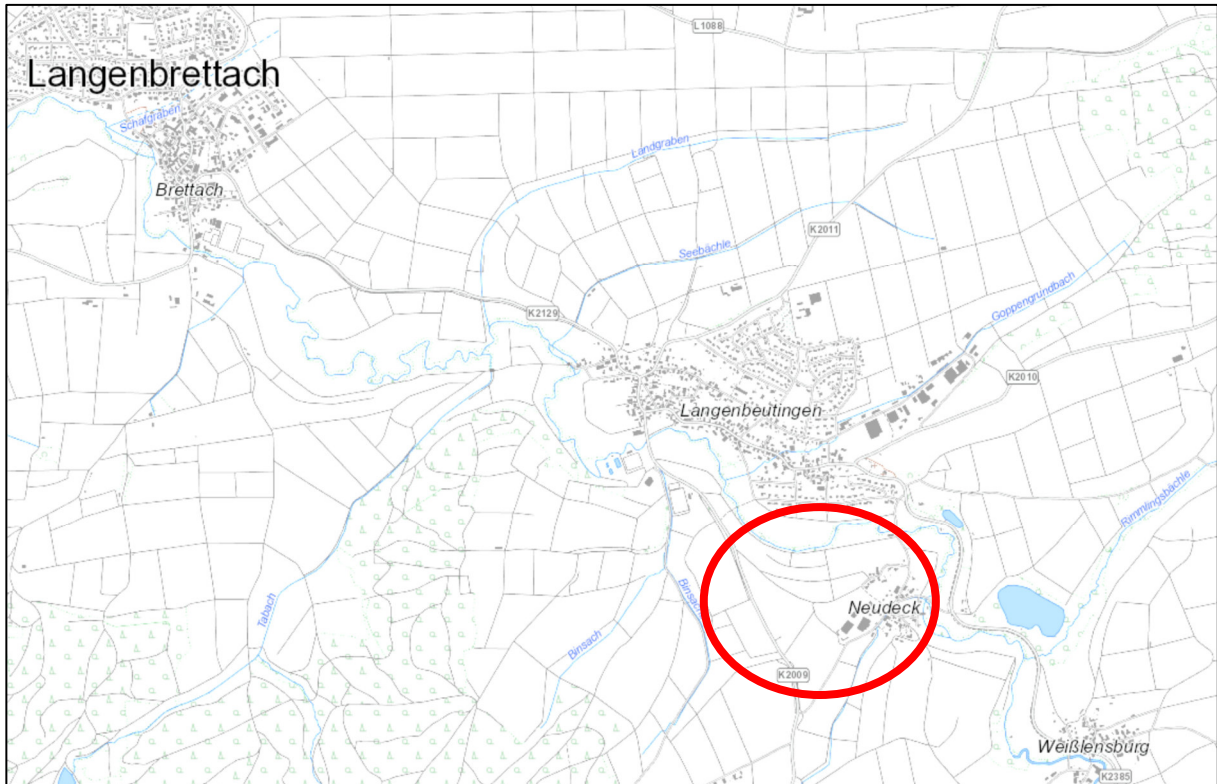 L1088
Langenbrettach
Schafgraben
Landgraben
Brettach
K2011
Seebächle
Goppengrundbach
K2129
K2010
Langenbeutingen
Rimmlingsbächle
Tabach
Binsach
Neudeck
Binsach
K2009
Weißlensburg
K2385